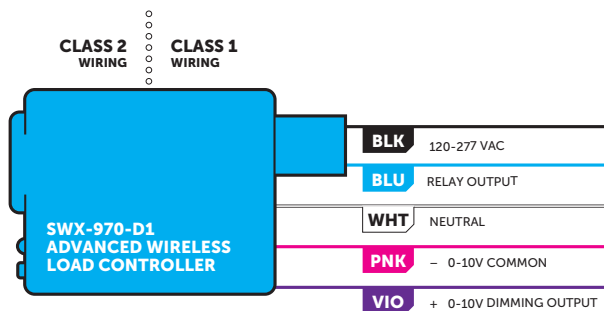 CLASS 2 WIRING
CLASS 1 WIRING
BLK 120-277 VAC
BLU RELAY OUTPUT
WHT NEUTRAL
SWX-970-D1
ADVANCED WIRELESS
LOAD CONTROLLER
PNK – 0-10V COMMON
VIO + 0-10V DIMMING OUTPUT